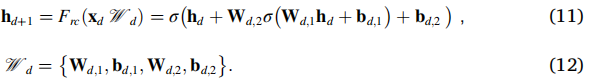 h_{d+1} = F_{rc}(x_d 𝒲_d) = σ(h_d + W_{d,2}σ(W_{d,1}h_d + b_{d,1}) + b_{d,2}) , (11)
𝒲_d = {W_{d,1}, b_{d,1}, W_{d,2}, b_{d,2}}. (12)